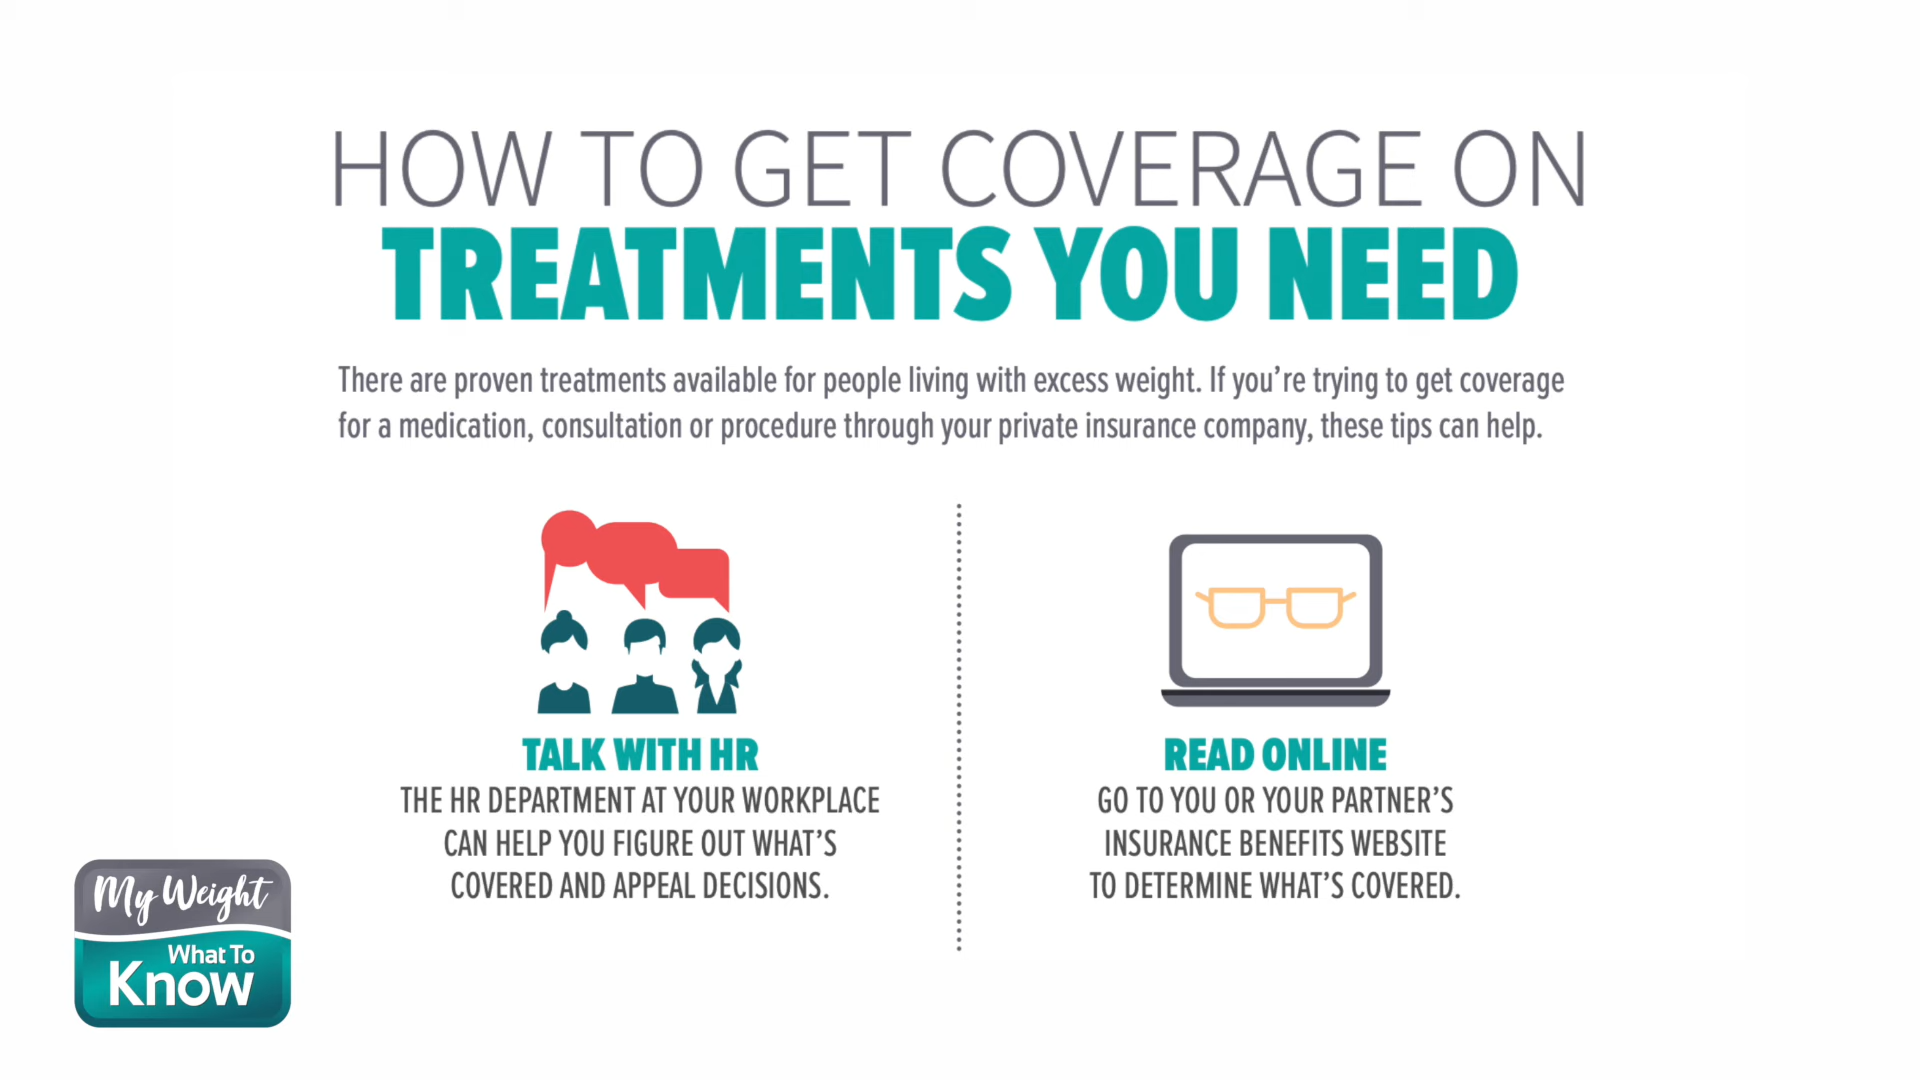 HOW TO GET COVERAGE ON
TREATMENTS YOU NEED
There are proven treatments available for people living with excess weight. If you're trying to get coverage
for a medication, consultation or procedure through your private insurance company, these tips can help.
TALK WITH HR
THE HR DEPARTMENT AT YOUR WORKPLACE
CAN HELP YOU FIGURE OUT WHAT'S
COVERED AND APPEAL DECISIONS.
READ ONLINE
GO TO YOU OR YOUR PARTNER'S
INSURANCE BENEFITS WEBSITE
TO DETERMINE WHAT'S COVERED.
My Weight
What To
Know